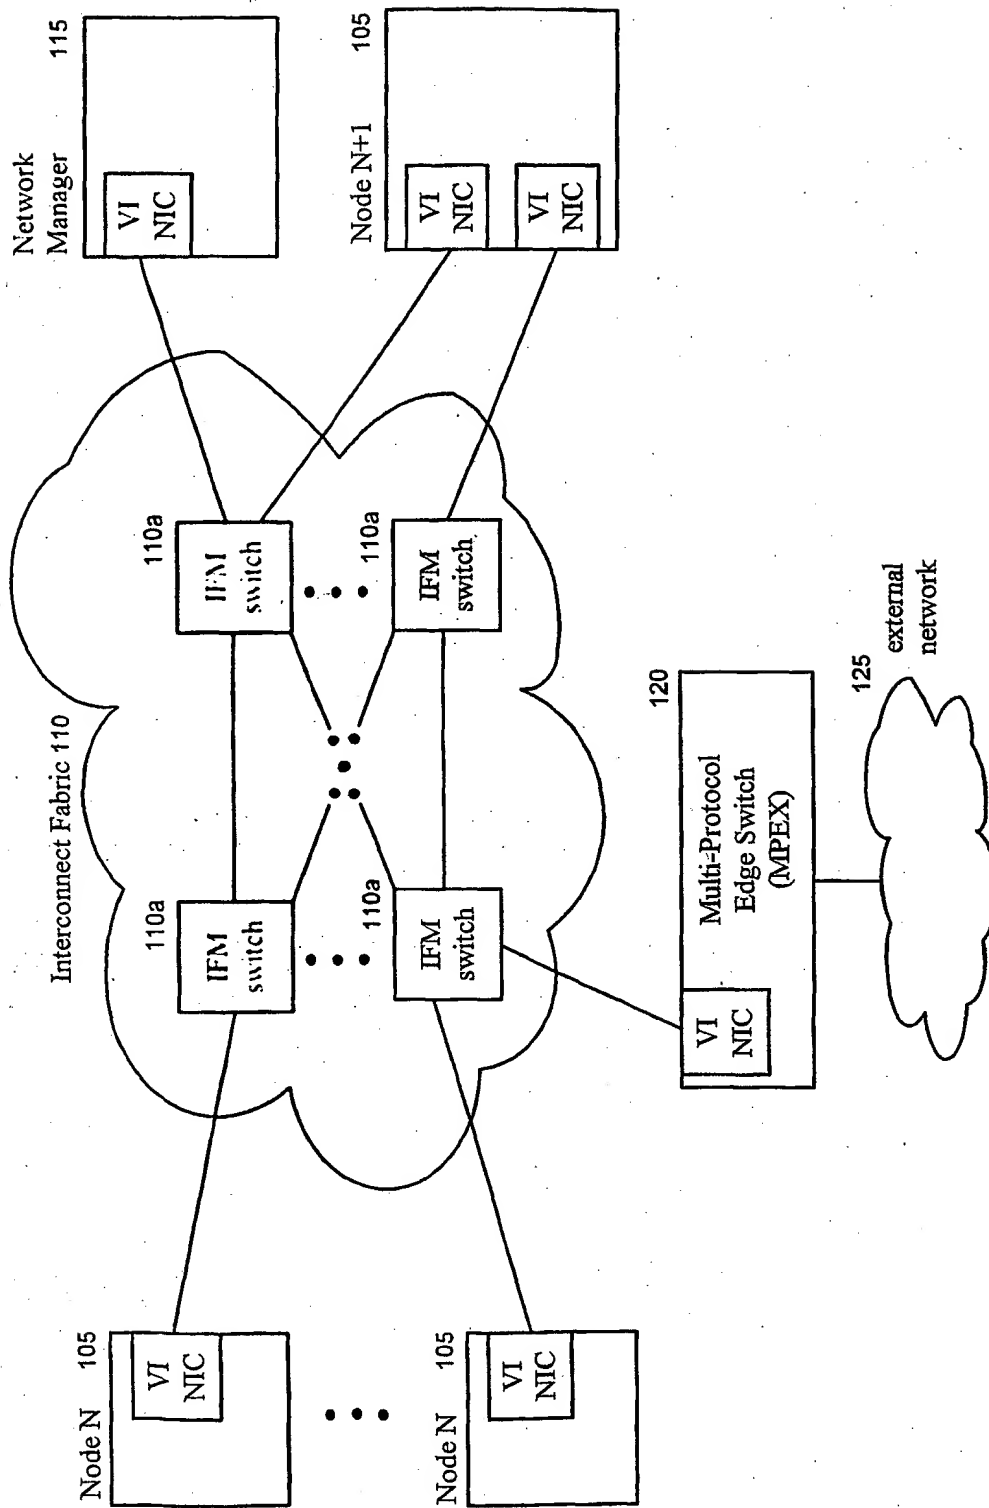 Network
Manager
115
VI
NIC
Node N+1
105
VI
NIC
VI
NIC
Interconnect Fabric 110
110a
IFM
switch
110a
IFM
switch
110a
IFM
switch
110a
IFM
switch
Node N
105
VI
NIC
Node N
105
VI
NIC
120
Multi-Protocol
Edge Switch
(MPEX)
VI
NIC
125
external
network